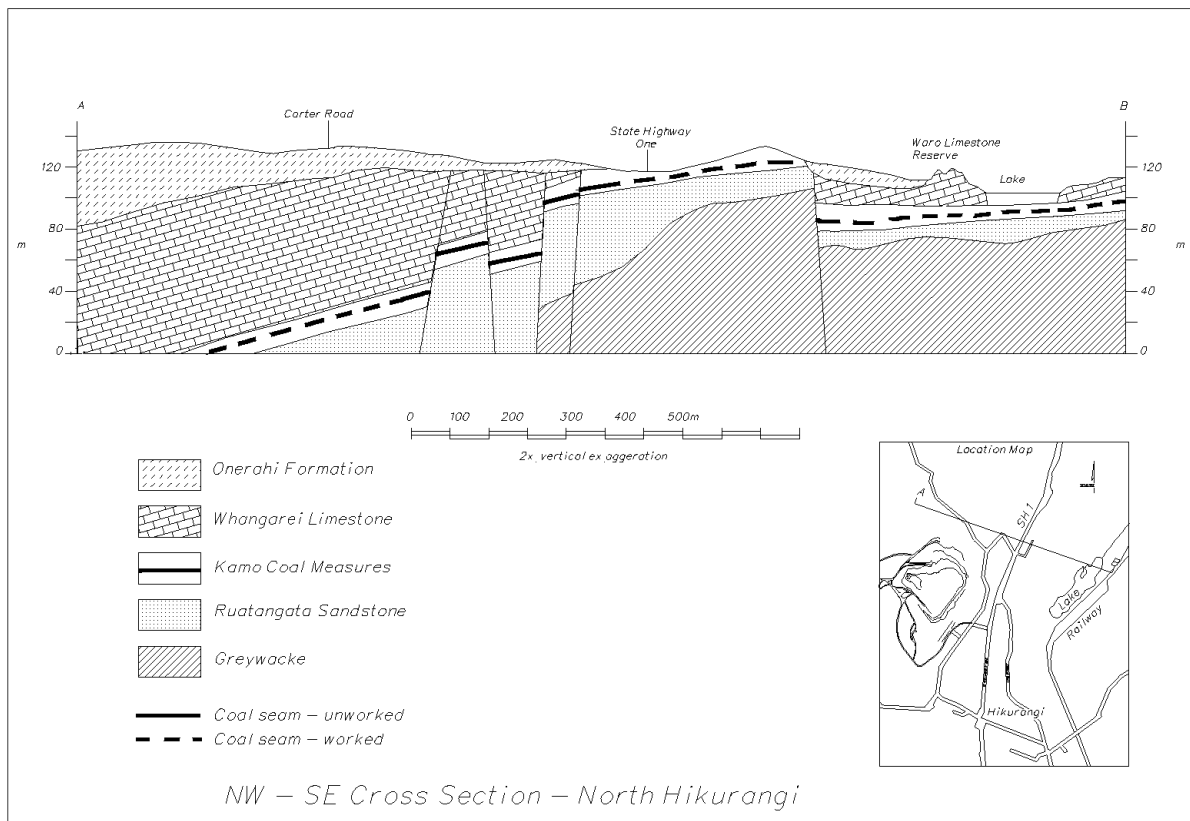 A
B
Carter Road
State Highway
One
Waro Limestone
Reserve
Lake
120
80
m
40
0
120
80
m
40
0
0 100 200 300 400 500m
2x vertical exaggeration
Onerahi Formation
Whangarei Limestone
Kamo Coal Measures
Ruatangata Sandstone
Greywacke
Coal seam – unworked
Coal seam – worked
Location Map
A
SH 1
Lake
Railway
Hikurangi
NW – SE Cross Section – North Hikurangi